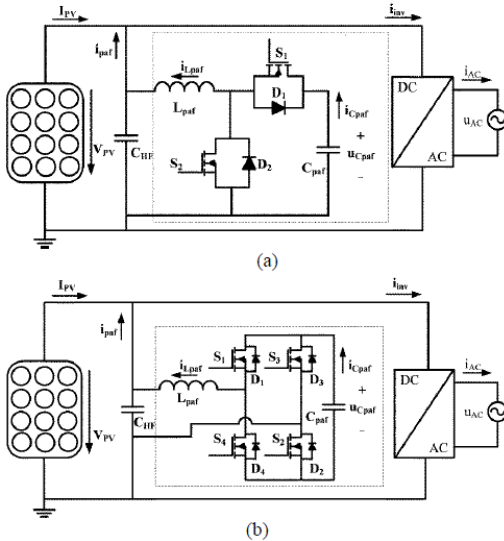 I_PV i_inv
i_paf
i_Lpaf S_1
L_paf D_1
DC i_AC
V_PV C_HF S_2 D_2 C_paf i_Cpaf + u_Cpaf - u_AC
AC
(a)
I_PV i_inv
i_paf
S_1 S_3
i_Lpaf i_Cpaf
L_paf D_1 D_3 DC i_AC
V_PV C_HF S_4 S_2 C_paf + u_Cpaf - u_AC
D_4 D_2 AC
(b)